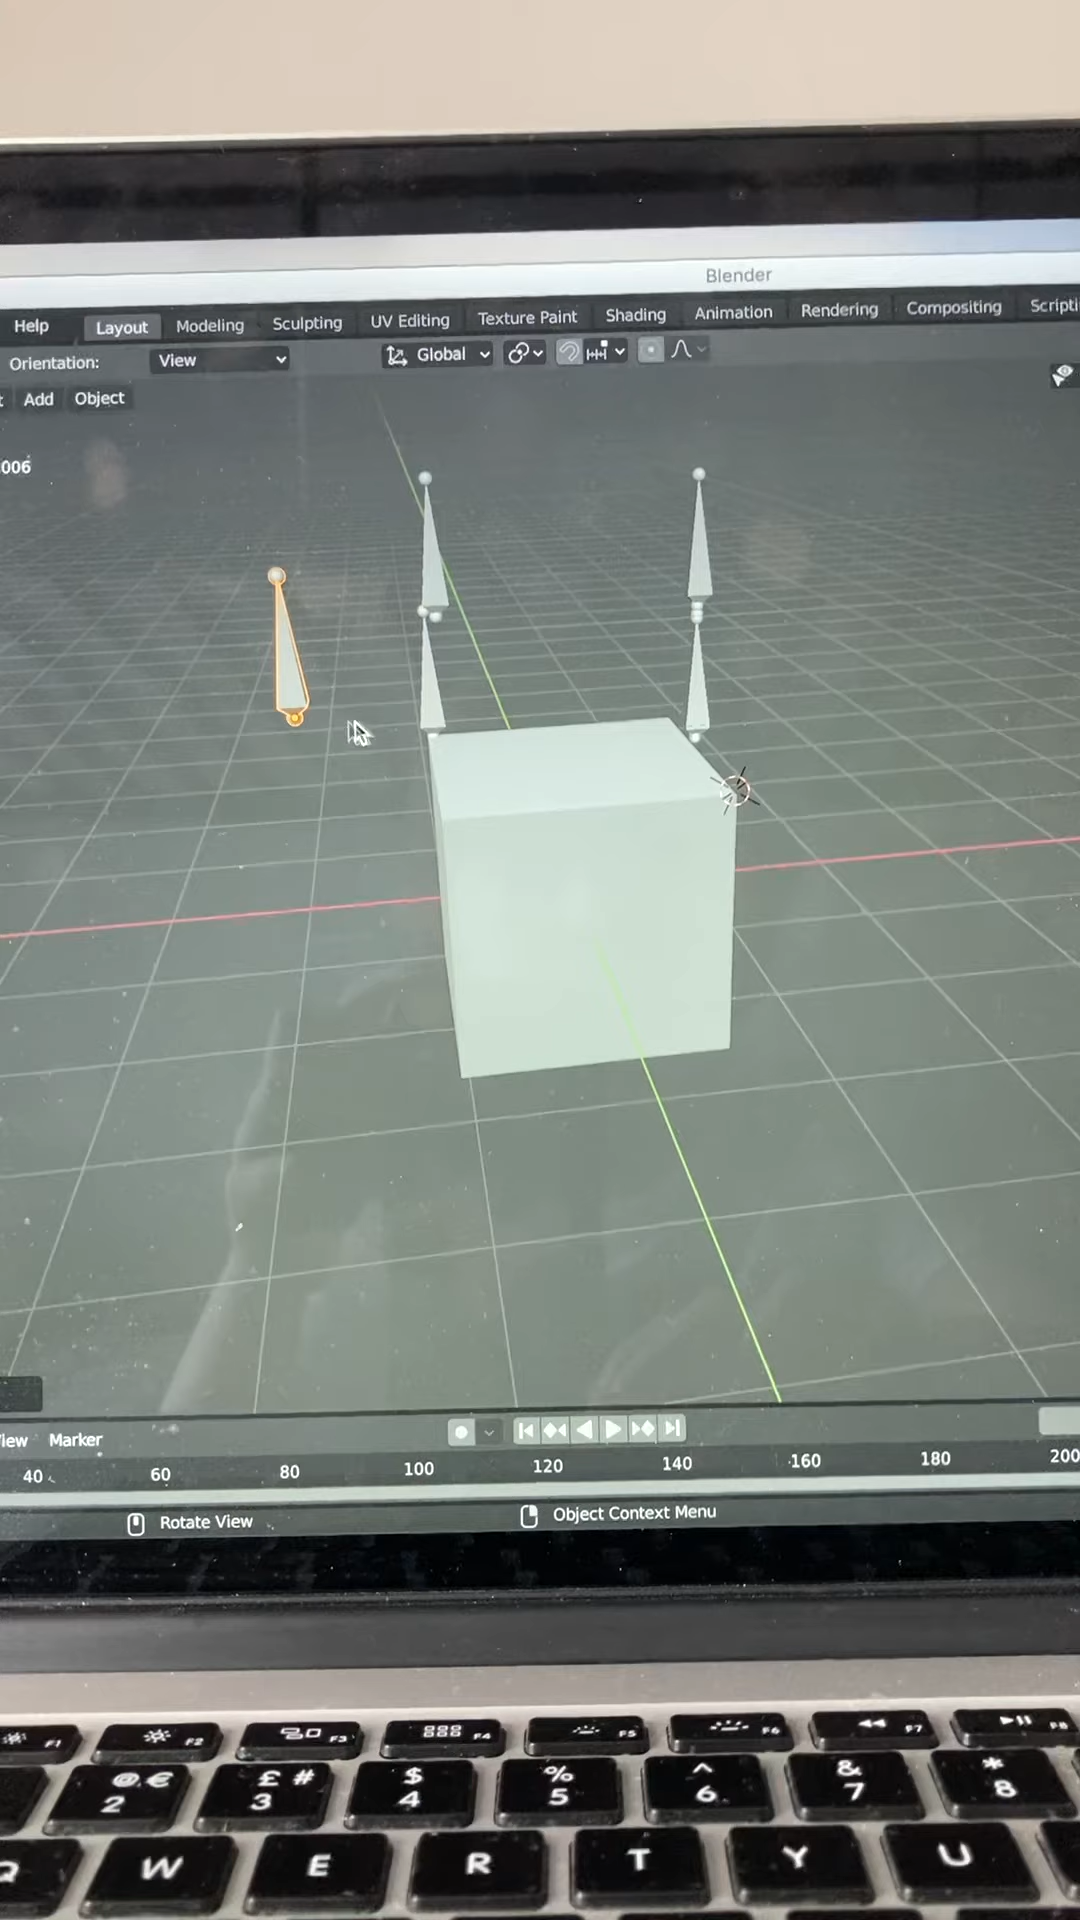 Blender
Help Layout Modeling Sculpting UV Editing Texture Paint Shading Animation Rendering Compositing Scripti
Orientation: View Global
Add Object
006
iew Marker
40 60 80 100 120 140 160 180 200
Rotate View Object Context Menu
F1 F2 F3 F4 F5 F6 F7 F8
@ € £ # $ % ^ & *
2 3 4 5 6 7 8
Q W E R T Y U